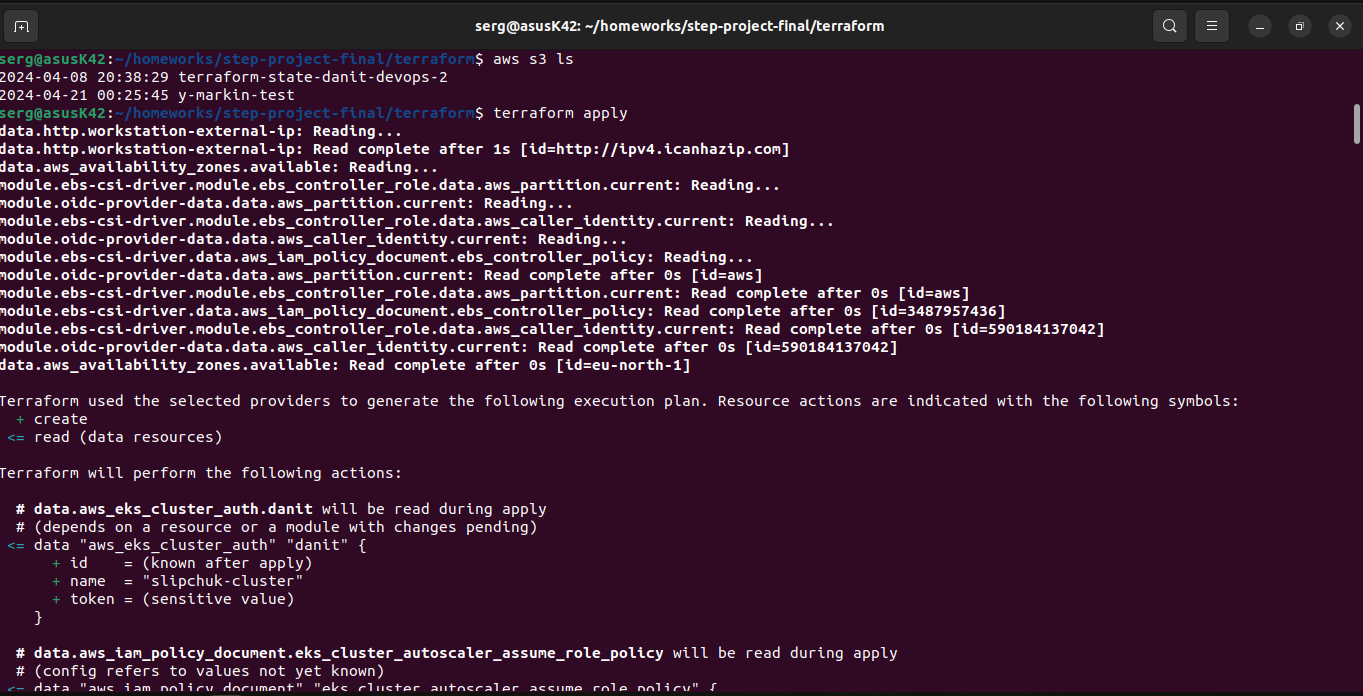 serg@asusK42: ~/homeworks/step-project-final/terraform
serg@asusK42:~/homeworks/step-project-final/terraform$ aws s3 ls
2024-04-08 20:38:29 terraform-state-danit-devops-2
2024-04-21 00:25:45 y-markin-test
serg@asusK42:~/homeworks/step-project-final/terraform$ terraform apply
data.http.workstation-external-ip: Reading...
data.http.workstation-external-ip: Read complete after 1s [id=http://ipv4.icanhazip.com]
data.aws_availability_zones.available: Reading...
module.ebs-csi-driver.module.ebs_controller_role.data.aws_partition.current: Reading...
module.oidc-provider-data.data.aws_partition.current: Reading...
module.ebs-csi-driver.module.ebs_controller_role.data.aws_caller_identity.current: Reading...
module.oidc-provider-data.data.aws_caller_identity.current: Reading...
module.ebs-csi-driver.data.aws_iam_policy_document.ebs_controller_policy: Reading...
module.oidc-provider-data.data.aws_partition.current: Read complete after 0s [id=aws]
module.ebs-csi-driver.module.ebs_controller_role.data.aws_partition.current: Read complete after 0s [id=aws]
module.ebs-csi-driver.data.aws_iam_policy_document.ebs_controller_policy: Read complete after 0s [id=3487957436]
module.ebs-csi-driver.module.ebs_controller_role.data.aws_caller_identity.current: Read complete after 0s [id=590184137042]
module.oidc-provider-data.data.aws_caller_identity.current: Read complete after 0s [id=590184137042]
data.aws_availability_zones.available: Read complete after 0s [id=eu-north-1]
Terraform used the selected providers to generate the following execution plan. Resource actions are indicated with the following symbols:
+ create
<= read (data resources)
Terraform will perform the following actions:
# data.aws_eks_cluster_auth.danit will be read during apply
# (depends on a resource or a module with changes pending)
<= data "aws_eks_cluster_auth" "danit" {
+ id    = (known after apply)
+ name  = "slipchuk-cluster"
+ token = (sensitive value)
}
# data.aws_iam_policy_document.eks_cluster_autoscaler_assume_role_policy will be read during apply
# (config refers to values not yet known)
<= data "aws_iam_policy_document" "eks_cluster_autoscaler_assume_role_policy" {